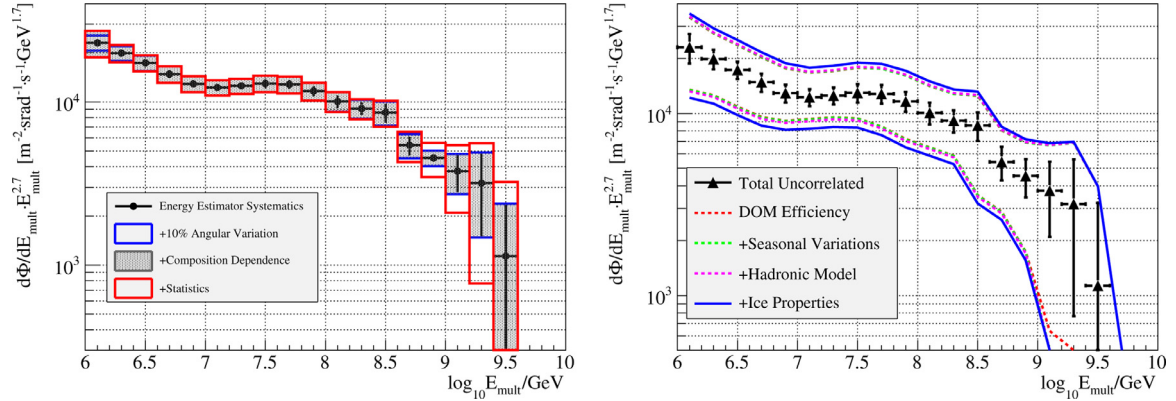 dΦ/dE_mult·E^2.7_mult [m^-2·srad^-1·s^-1·GeV^1.7]
10^4
10^3
Energy Estimator Systematics
+10% Angular Variation
+Composition Dependence
+Statistics
6 6.5 7 7.5 8 8.5 9 9.5 10
log_10 E_mult/GeV
dΦ/dE_mult·E^2.7_mult [m^-2·srad^-1·s^-1·GeV^1.7]
10^4
10^3
Total Uncorrelated
DOM Efficiency
+Seasonal Variations
+Hadronic Model
+Ice Properties
6 6.5 7 7.5 8 8.5 9 9.5 10
log_10 E_mult/GeV